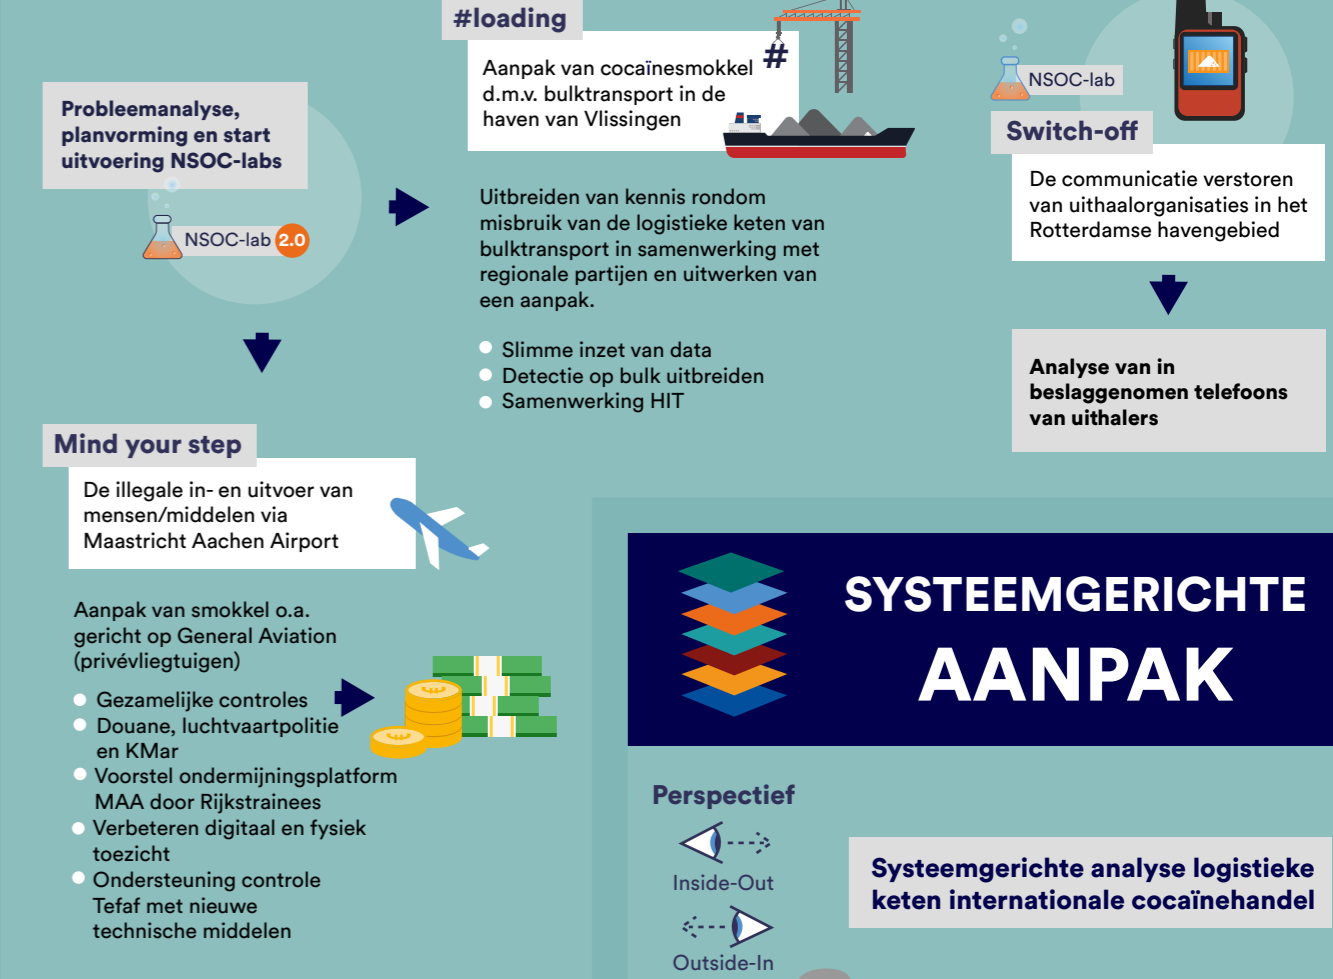 Probleemanalyse,
planvorming en start
uitvoering NSOC-labs
NSOC-lab 2.0
#loading
Aanpak van cocaïnesmokkel
d.m.v. bulktransport in de
haven van Vlissingen
#
Uitbreiden van kennis rondom
misbruik van de logistieke keten van
bulktransport in samenwerking met
regionale partijen en uitwerken van
een aanpak.
Slimme inzet van data
Detectie op bulk uitbreiden
Samenwerking HIT
NSOC-lab
Switch-off
De communicatie verstoren
van uithaalorganisaties in het
Rotterdamse havengebied
Analyse van in
beslaggenomen telefoons
van uithalers
Mind your step
De illegale in- en uitvoer van
mensen/middelen via
Maastricht Aachen Airport
Aanpak van smokkel o.a.
gericht op General Aviation
(privévliegtuigen)
Gezamelijke controles
Douane, luchtvaartpolitie
en KMar
Voorstel ondermijningsplatform
MAA door Rijkstrainees
Verbeteren digitaal en fysiek
toezicht
Ondersteuning controle
Tefaf met nieuwe
technische middelen
SYSTEEMGERICHTE
AANPAK
Perspectief
Inside-Out
Outside-In
Systeemgerichte analyse logistieke
keten internationale cocaïnehandel